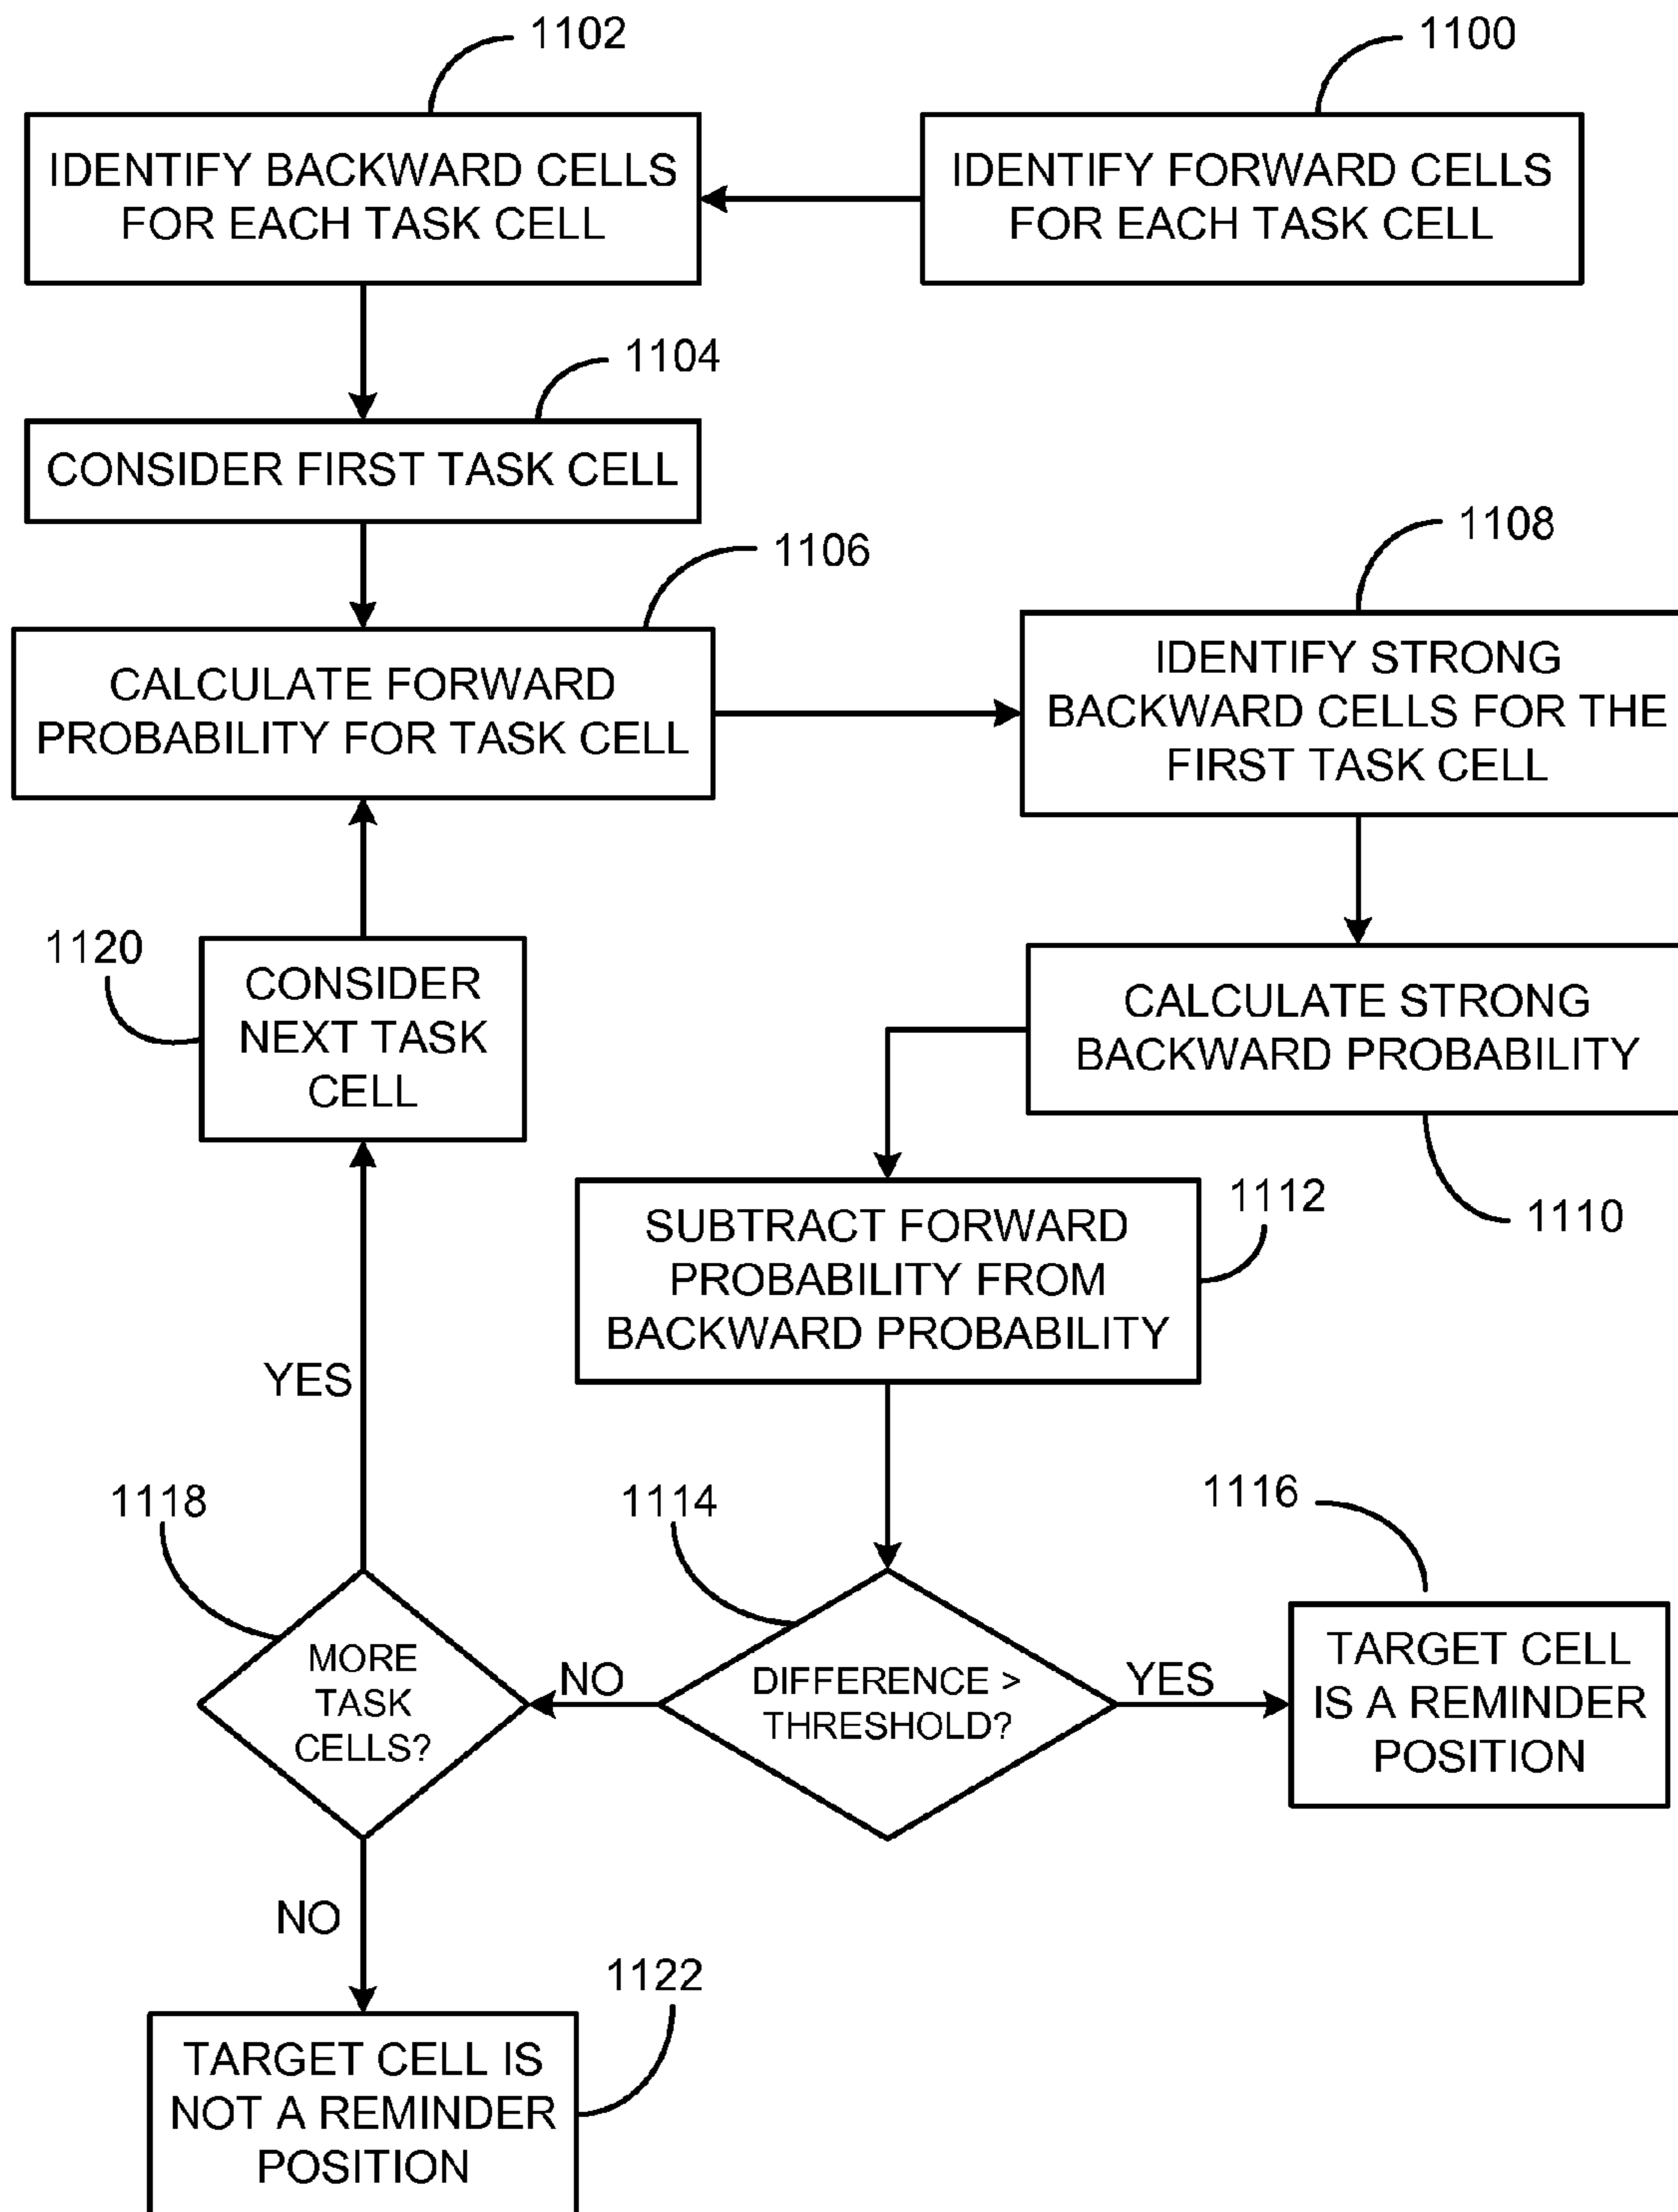 1102
1100
IDENTIFY BACKWARD CELLS
FOR EACH TASK CELL
IDENTIFY FORWARD CELLS
FOR EACH TASK CELL
1104
CONSIDER FIRST TASK CELL
1106
1108
CALCULATE FORWARD
PROBABILITY FOR TASK CELL
IDENTIFY STRONG
BACKWARD CELLS FOR THE
FIRST TASK CELL
1120
CONSIDER
NEXT TASK
CELL
CALCULATE STRONG
BACKWARD PROBABILITY
1110
1112
SUBTRACT FORWARD
PROBABILITY FROM
BACKWARD PROBABILITY
YES
1118
1114
1116
MORE
TASK
CELLS?
NO
DIFFERENCE >
THRESHOLD?
YES
TARGET CELL
IS A REMINDER
POSITION
NO
1122
TARGET CELL IS
NOT A REMINDER
POSITION